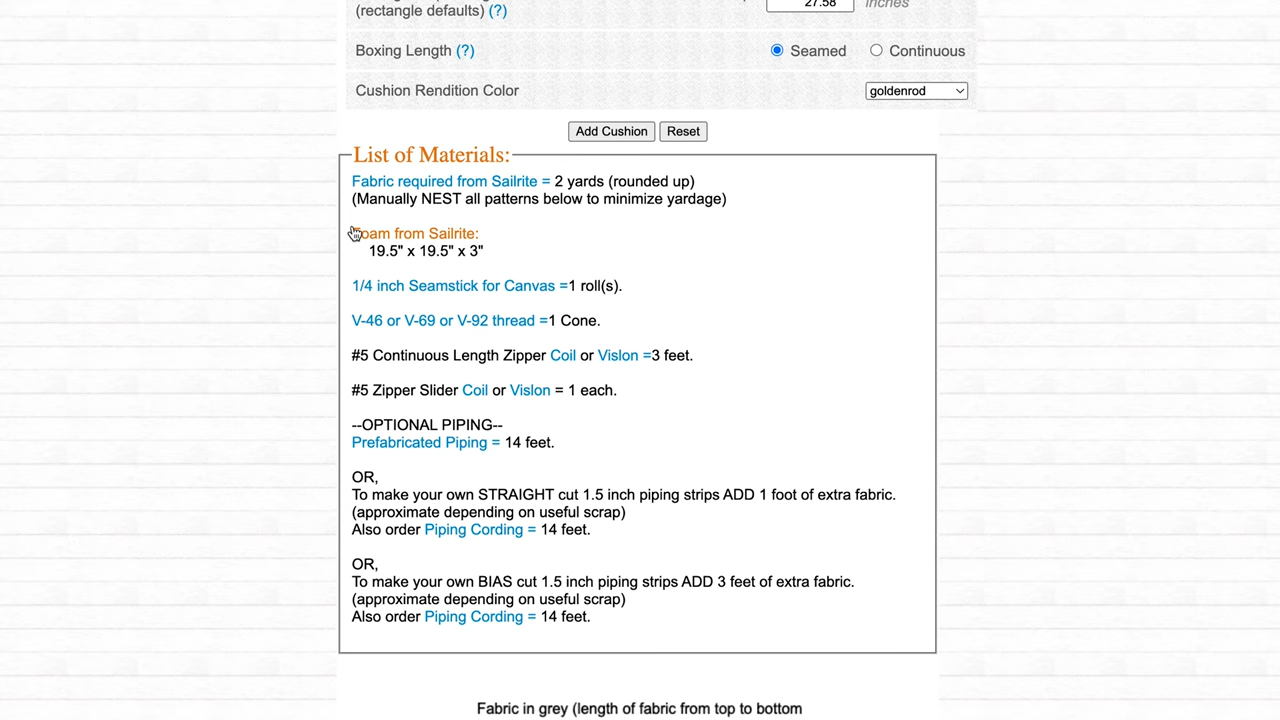 (rectangle defaults) (?)
27.58 inches
Boxing Length (?)
Seamed
Continuous
Cushion Rendition Color
goldenrod
Add Cushion
Reset
List of Materials:
Fabric required from Sailrite = 2 yards (rounded up)
(Manually NEST all patterns below to minimize yardage)
Foam from Sailrite:
19.5" x 19.5" x 3"
1/4 inch Seamstick for Canvas =1 roll(s).
V-46 or V-69 or V-92 thread =1 Cone.
#5 Continuous Length Zipper Coil or Vislon =3 feet.
#5 Zipper Slider Coil or Vislon = 1 each.
--OPTIONAL PIPING--
Prefabricated Piping = 14 feet.
OR,
To make your own STRAIGHT cut 1.5 inch piping strips ADD 1 foot of extra fabric.
(approximate depending on useful scrap)
Also order Piping Cording = 14 feet.
OR,
To make your own BIAS cut 1.5 inch piping strips ADD 3 feet of extra fabric.
(approximate depending on useful scrap)
Also order Piping Cording = 14 feet.
Fabric in grey (length of fabric from top to bottom